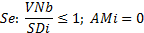 Se: VNb/SDi ≤ 1; AMi = 0